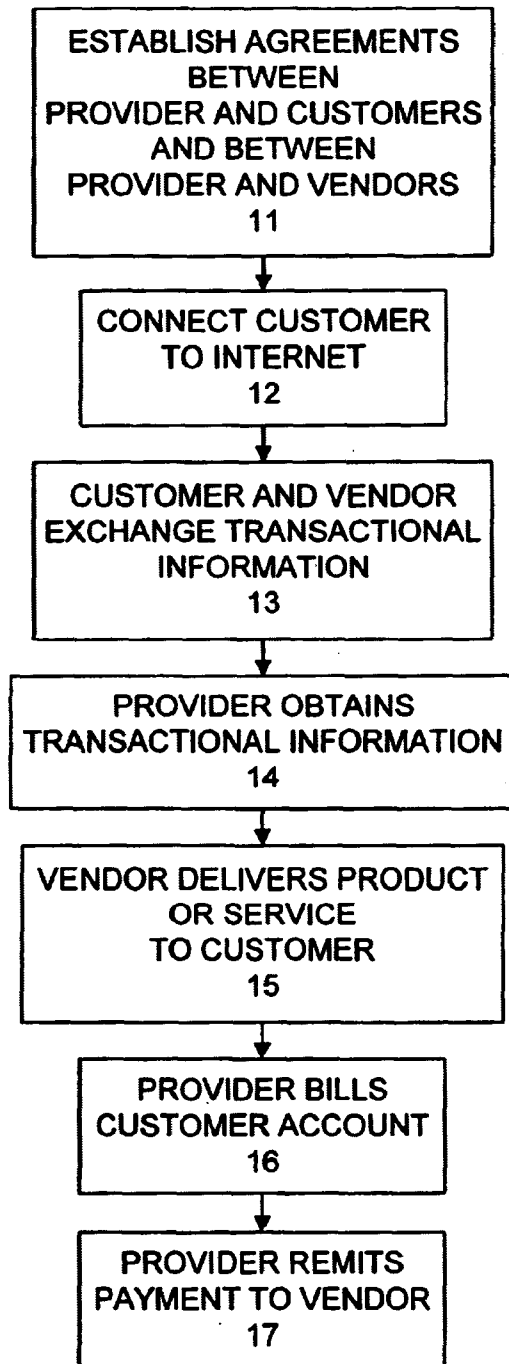 ESTABLISH AGREEMENTS
BETWEEN
PROVIDER AND CUSTOMERS
AND BETWEEN
PROVIDER AND VENDORS
11
CONNECT CUSTOMER
TO INTERNET
12
CUSTOMER AND VENDOR
EXCHANGE TRANSACTIONAL
INFORMATION
13
PROVIDER OBTAINS
TRANSACTIONAL INFORMATION
14
VENDOR DELIVERS PRODUCT
OR SERVICE
TO CUSTOMER
15
PROVIDER BILLS
CUSTOMER ACCOUNT
16
PROVIDER REMITS
PAYMENT TO VENDOR
17